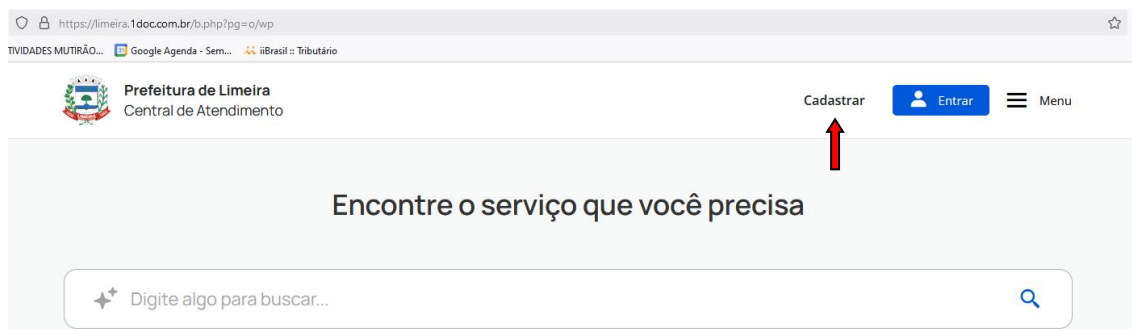 https://limeira.1doc.com.br/b.php?pg=o/wp
TIVIDADES MUTIRÃO... Google Agenda - Sem... iiBrasil :: Tributário
Prefeitura de Limeira
Central de Atendimento
Cadastrar Entrar Menu
Encontre o serviço que você precisa
Digite algo para buscar...